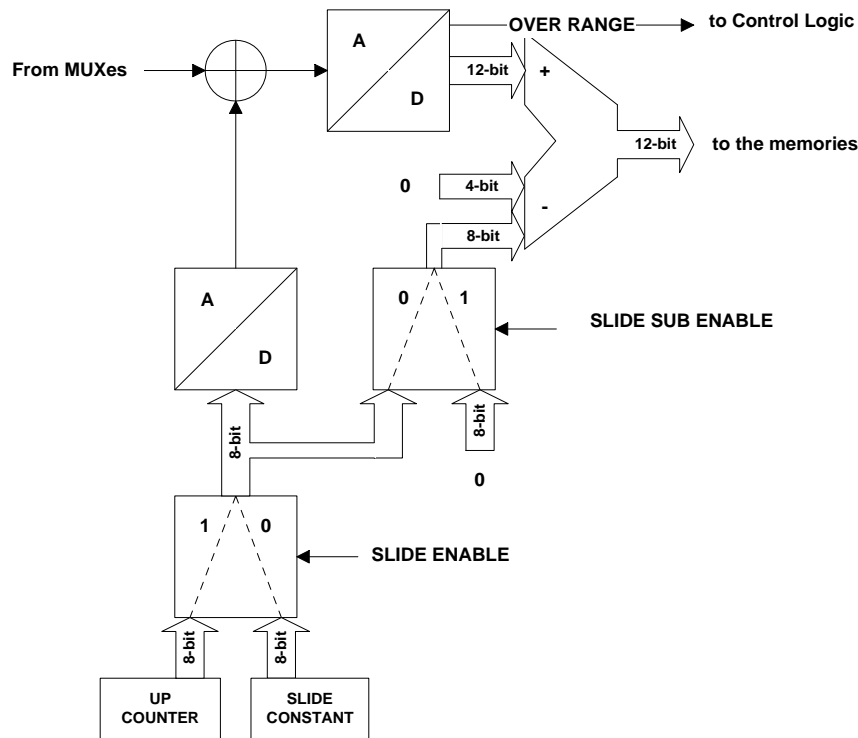 A
D
OVER RANGE
to Control Logic
From MUXes
12-bit
+
12-bit
to the memories
0
4-bit
-
8-bit
A
D
0 1
SLIDE SUB ENABLE
8-bit
8-bit
0
1 0
SLIDE ENABLE
8-bit
8-bit
UP
COUNTER
SLIDE
CONSTANT